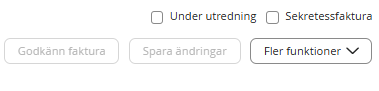 Under utredning Sekretessfaktura
Godkänn faktura Spara ändringar Fler funktioner